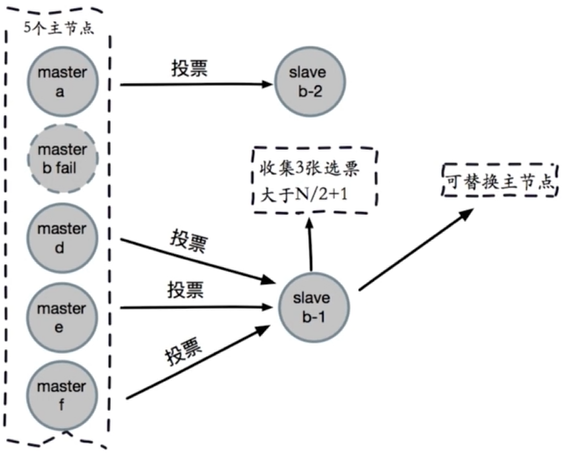 5个主节点
master
a
投票
slave
b-2
master
b fail
收集3张选票
大于N/2+1
可替换主节点
master
d
投票
master
e
投票
slave
b-1
master
f
投票